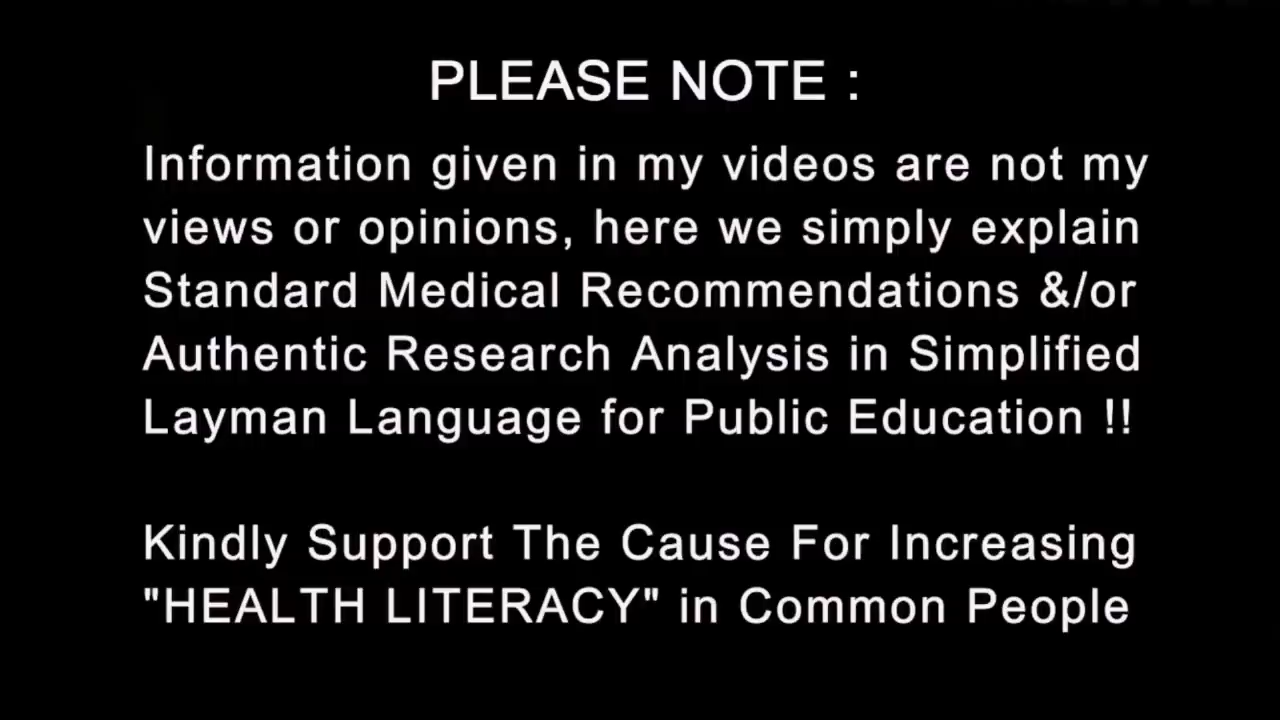 PLEASE NOTE :
Information given in my videos are not my
views or opinions, here we simply explain
Standard Medical Recommendations &/or
Authentic Research Analysis in Simplified
Layman Language for Public Education !!
Kindly Support The Cause For Increasing
"HEALTH LITERACY" in Common People